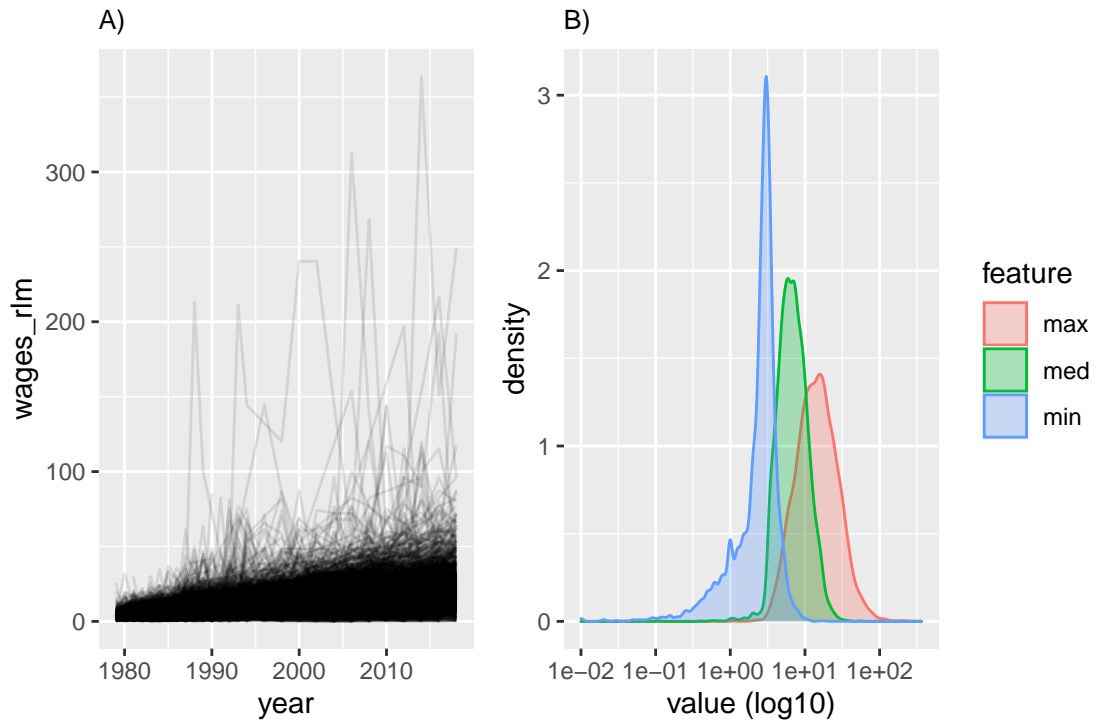 A)
300
200
100
0
wages_rlm
1980
1990
2000
2010
year
B)
3
2
1
0
density
1e−02
1e−01
1e+00
1e+01
1e+02
value (log10)
feature
max
med
min